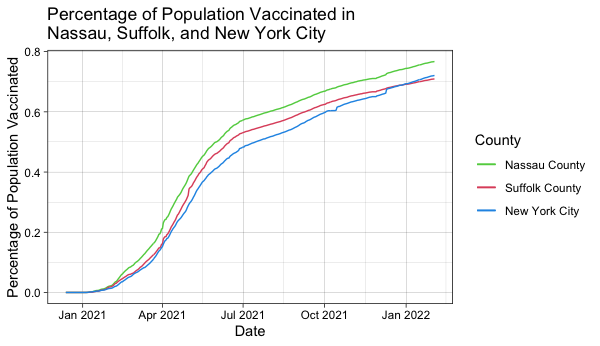 Percentage of Population Vaccinated in
Nassau, Suffolk, and New York City
Percentage of Population Vaccinated
0.8
0.6
0.4
0.2
0.0
Jan 2021
Apr 2021
Jul 2021
Oct 2021
Jan 2022
Date
County
Nassau County
Suffolk County
New York City